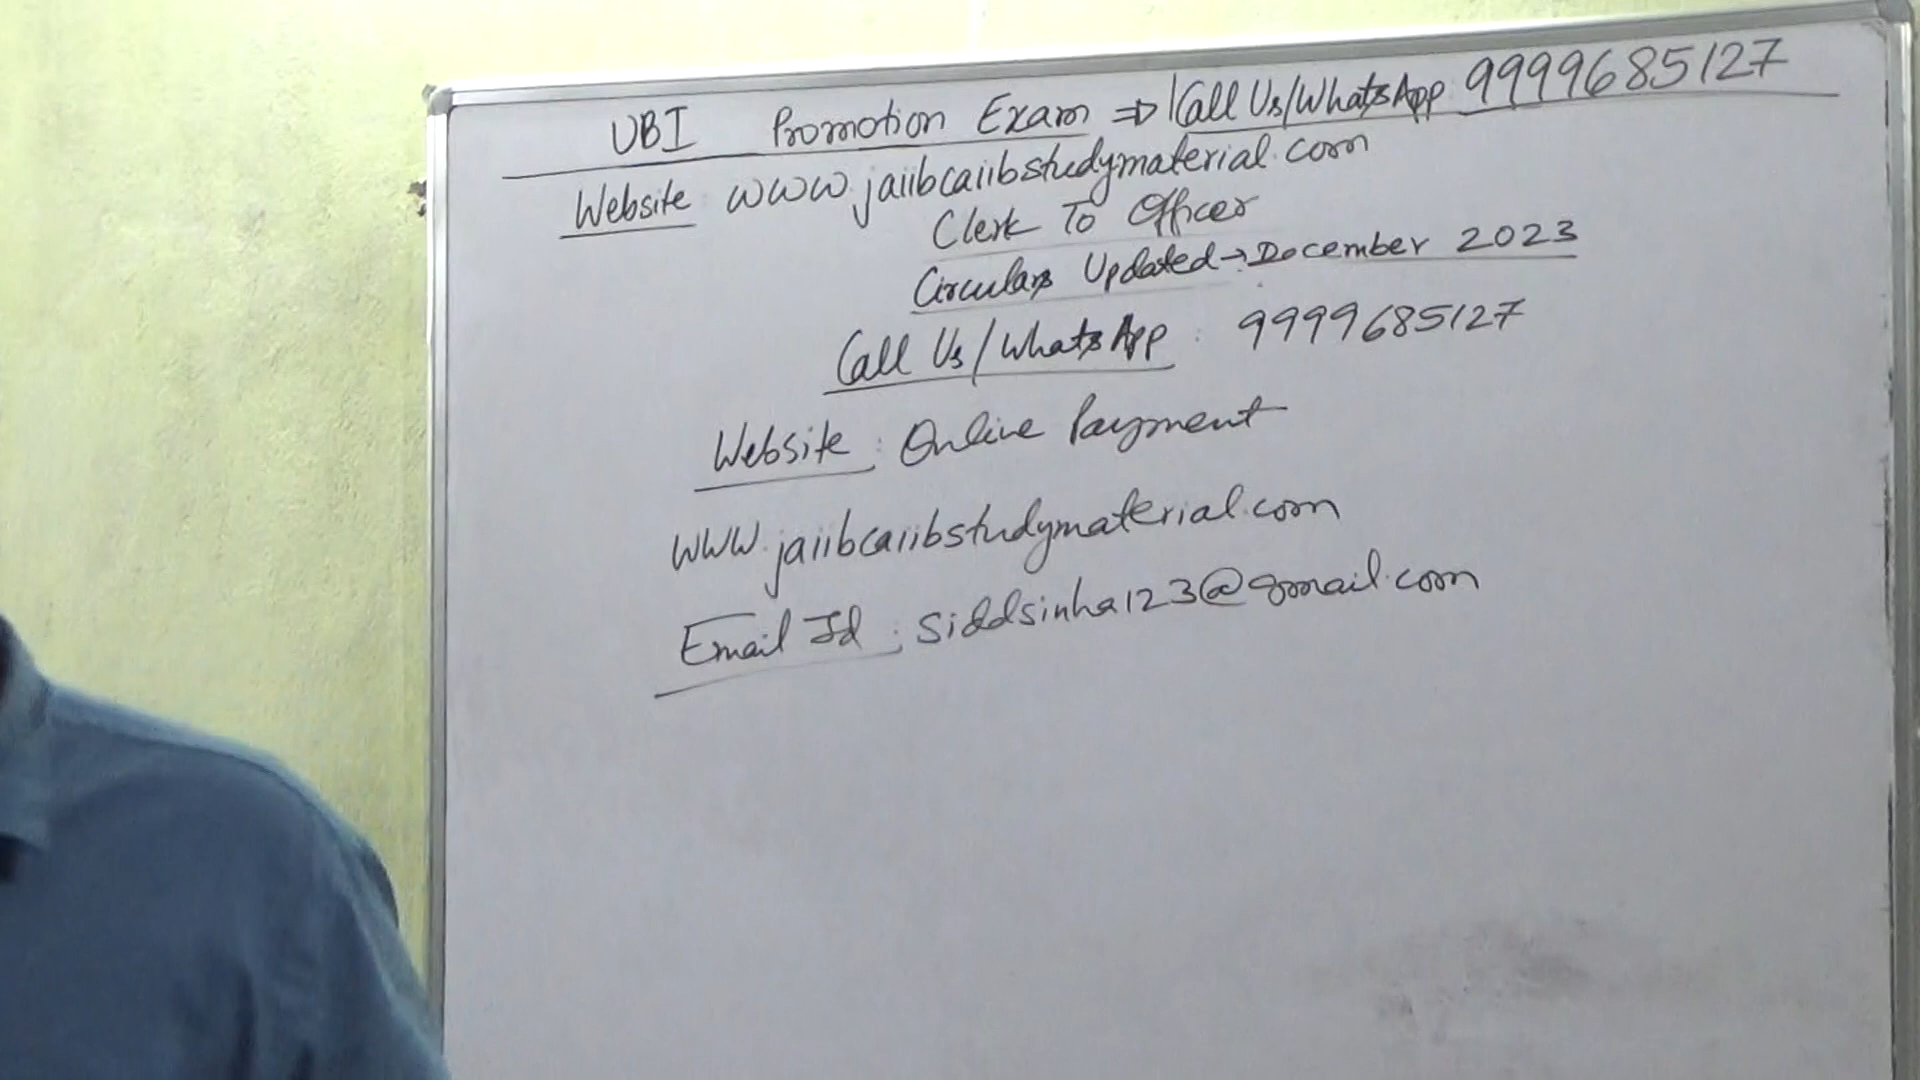 UBI Promotion Exam ⇒ Call Us/WhatsApp 9999685127
Website www.jaiibcaiibstudymaterial.com
Clerk To Officer
Circulars Updated → December 2023
Call Us/WhatsApp : 9999685127
Website : Online Payment
www.jaiibcaiibstudymaterial.com
Email Id : siddsinha123@gmail.com